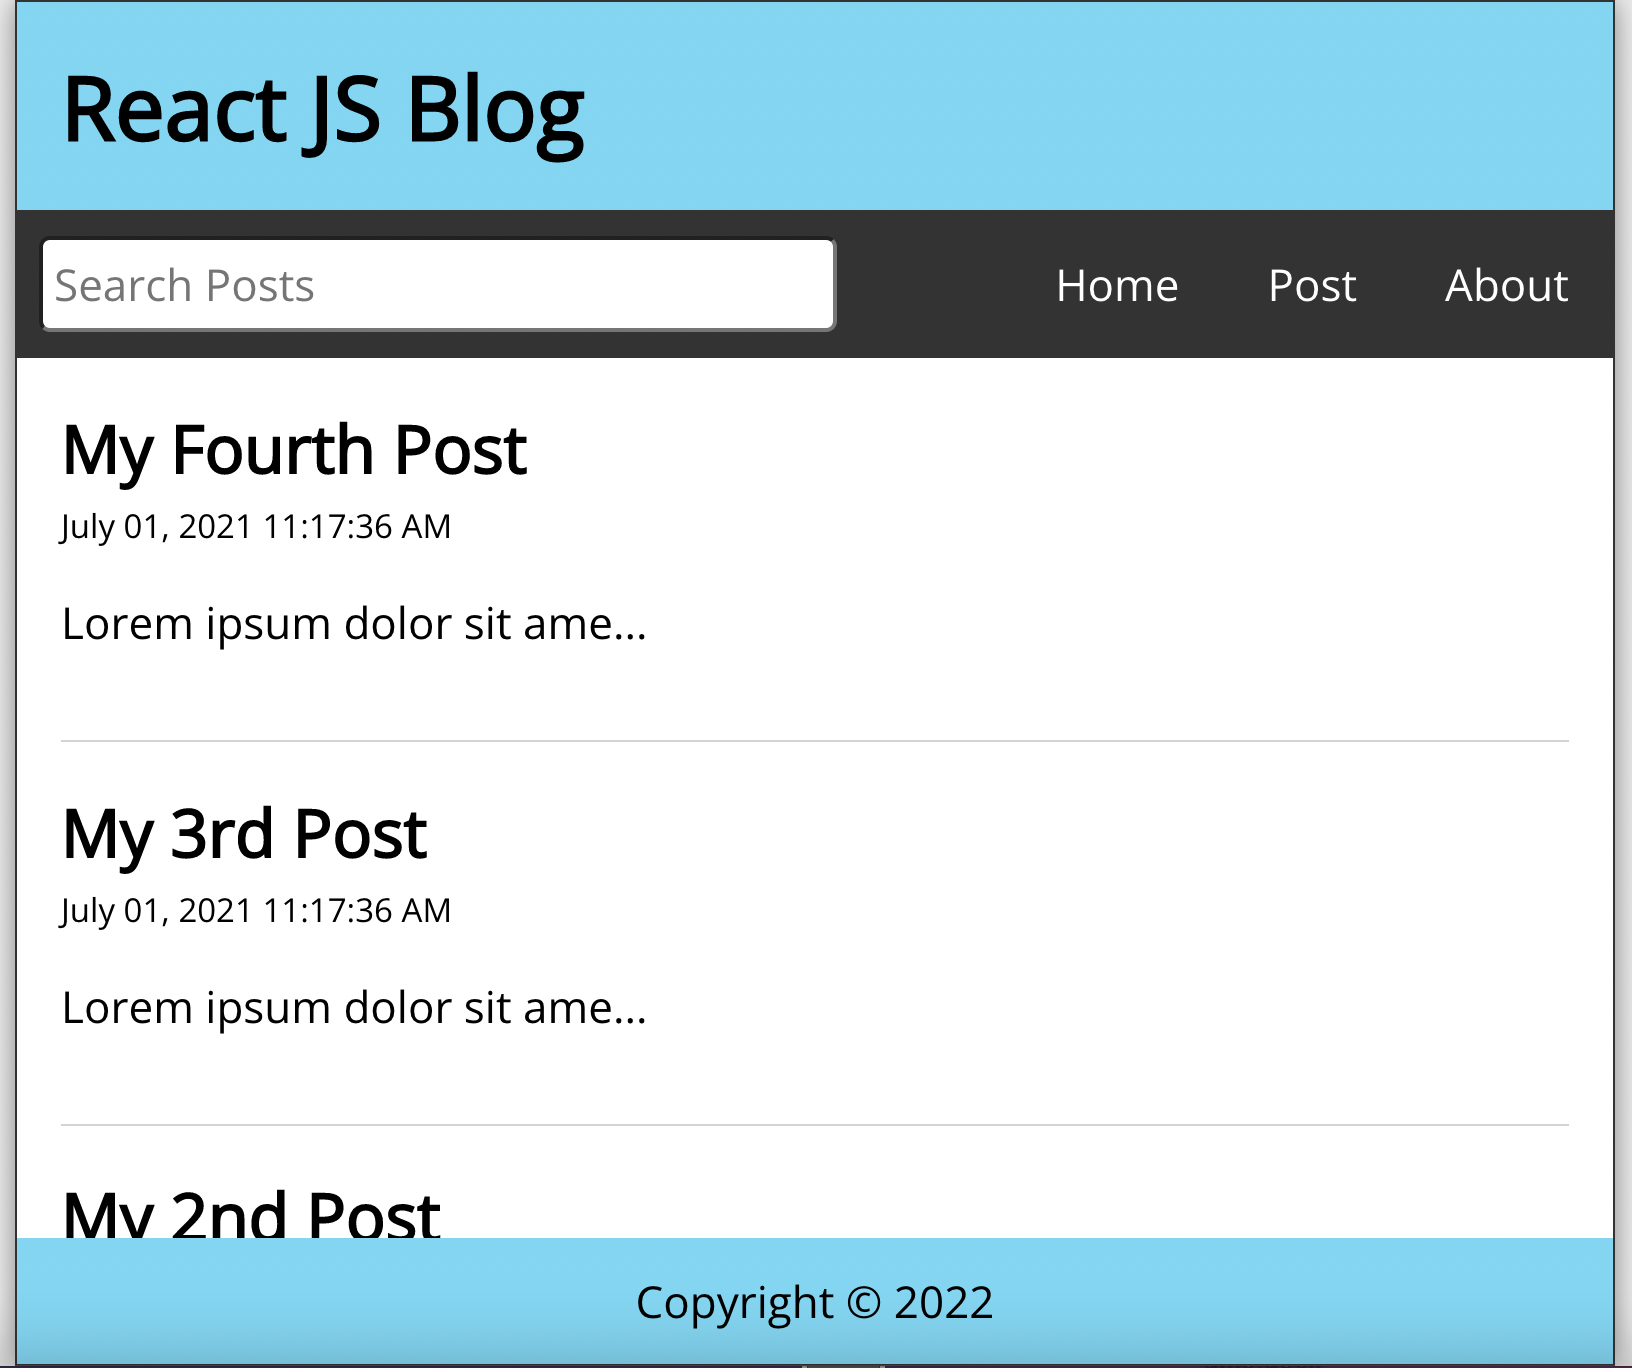 React JS Blog
Search Posts Home Post About
My Fourth Post
July 01, 2021 11:17:36 AM
Lorem ipsum dolor sit ame...
My 3rd Post
July 01, 2021 11:17:36 AM
Lorem ipsum dolor sit ame...
My 2nd Post
Copyright © 2022